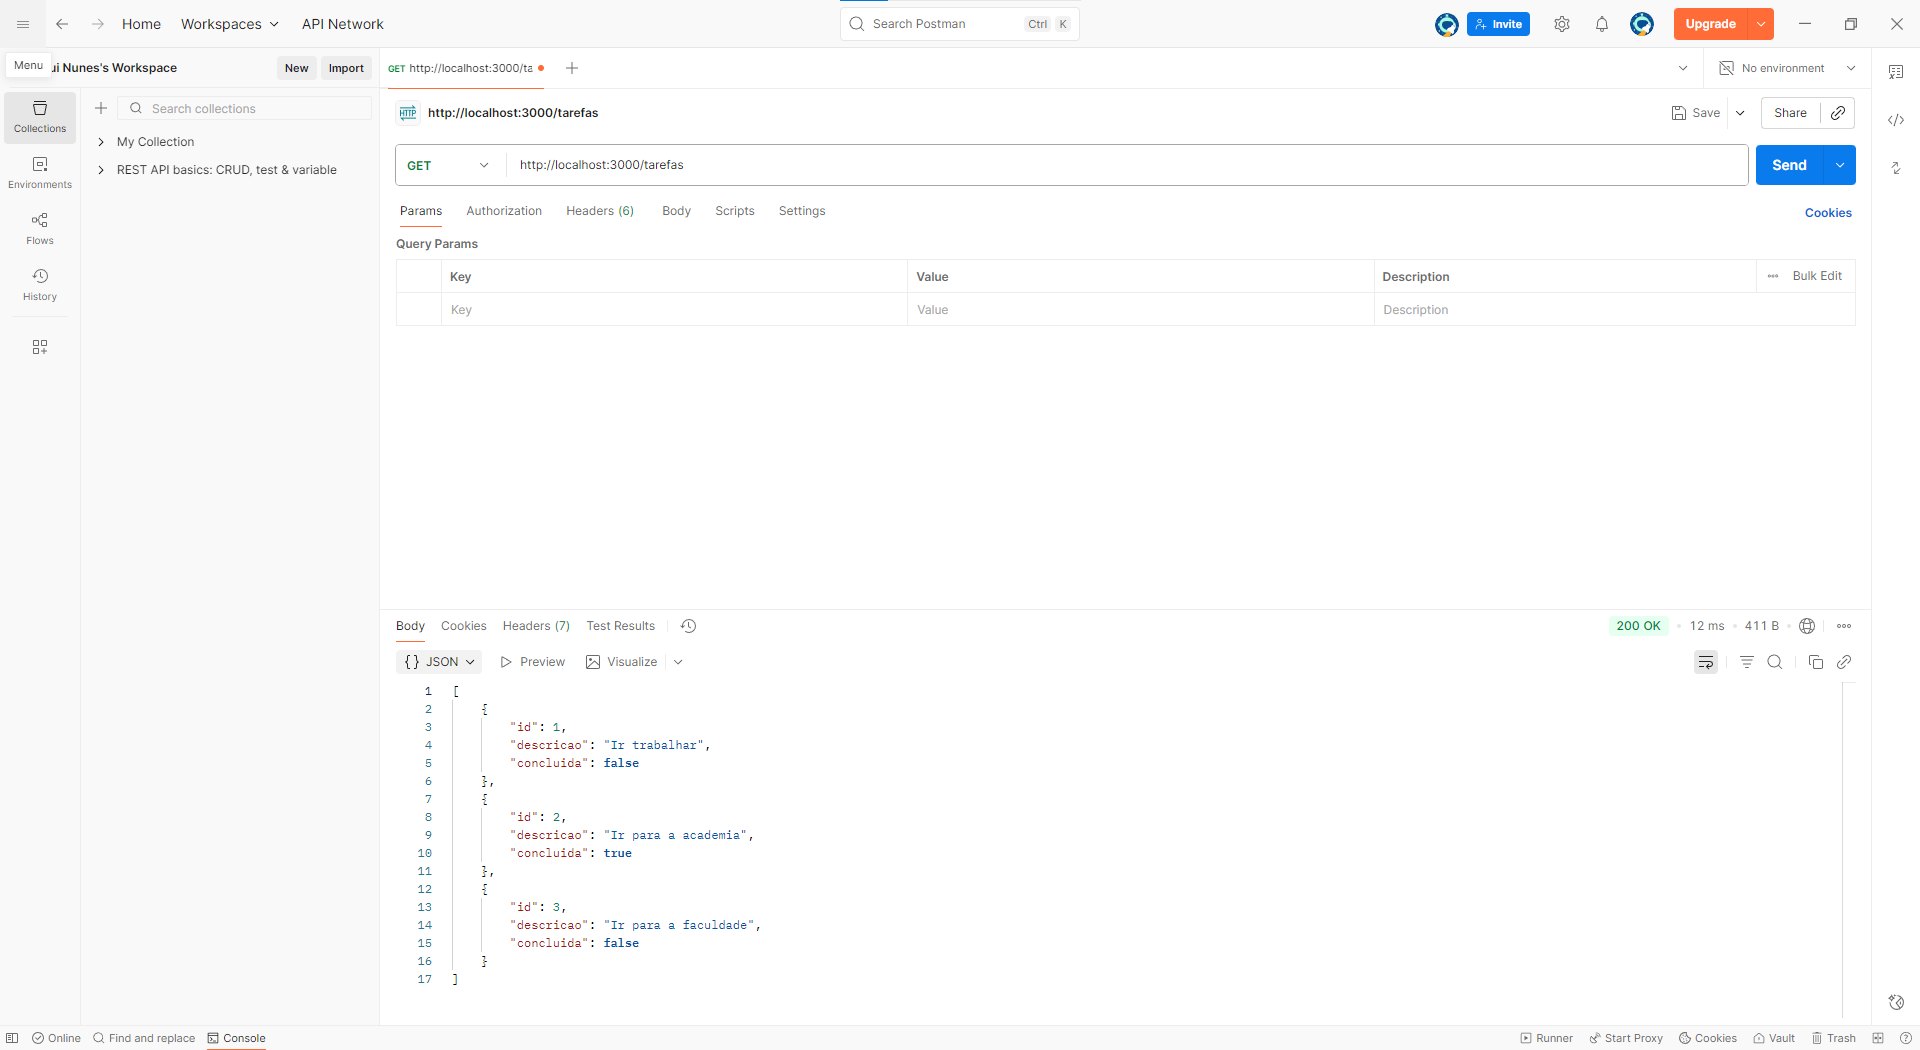 Home Workspaces API Network Search Postman Ctrl K Invite Upgrade
Menu ui Nunes's Workspace New Import GET http://localhost:3000/ta No environment
Collections
Search collections
My Collection
REST API basics: CRUD, test & variable
Environments
Flows
History
HTTP http://localhost:3000/tarefas Save Share
GET http://localhost:3000/tarefas Send
Params Authorization Headers (6) Body Scripts Settings Cookies
Query Params
Key Value Description Bulk Edit
Key Value Description
Body Cookies Headers (7) Test Results 200 OK 12 ms 411 B
{} JSON Preview Visualize
1 [
2 {
3 "id": 1,
4 "descricao": "Ir trabalhar",
5 "concluida": false
6 },
7 {
8 "id": 2,
9 "descricao": "Ir para a academia",
10 "concluida": true
11 },
12 {
13 "id": 3,
14 "descricao": "Ir para a faculdade",
15 "concluida": false
16 }
17 ]
Online Find and replace Console Runner Start Proxy Cookies Vault Trash